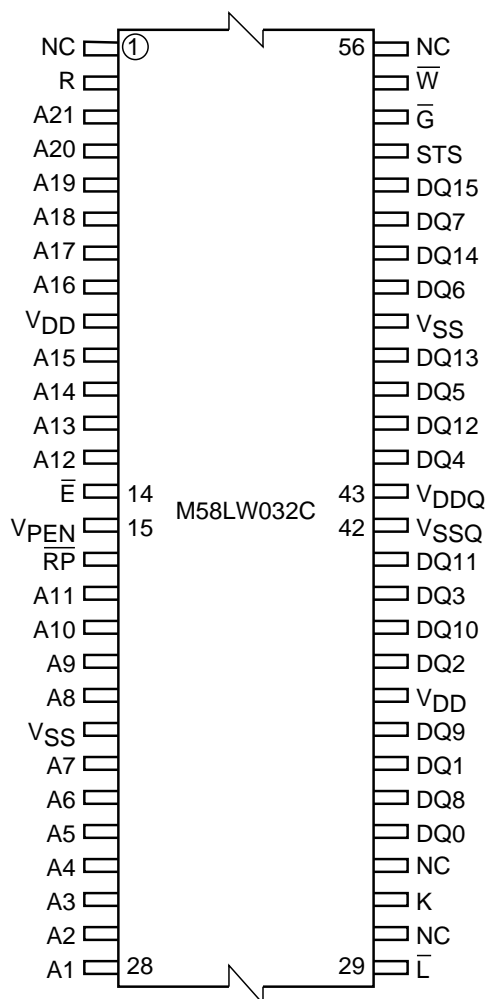 NC 1 56 NC
R W̅
A21 G̅
A20 STS
A19 DQ15
A18 DQ7
A17 DQ14
A16 DQ6
VDD VSS
A15 DQ13
A14 DQ5
A13 DQ12
A12 DQ4
E̅ 14 43 VDDQ
M58LW032C
VPEN 15 42 VSSQ
R̅P̅ DQ11
A11 DQ3
A10 DQ10
A9 DQ2
A8 VDD
VSS DQ9
A7 DQ1
A6 DQ8
A5 DQ0
A4 NC
A3 K
A2 NC
A1 28 29 L̅